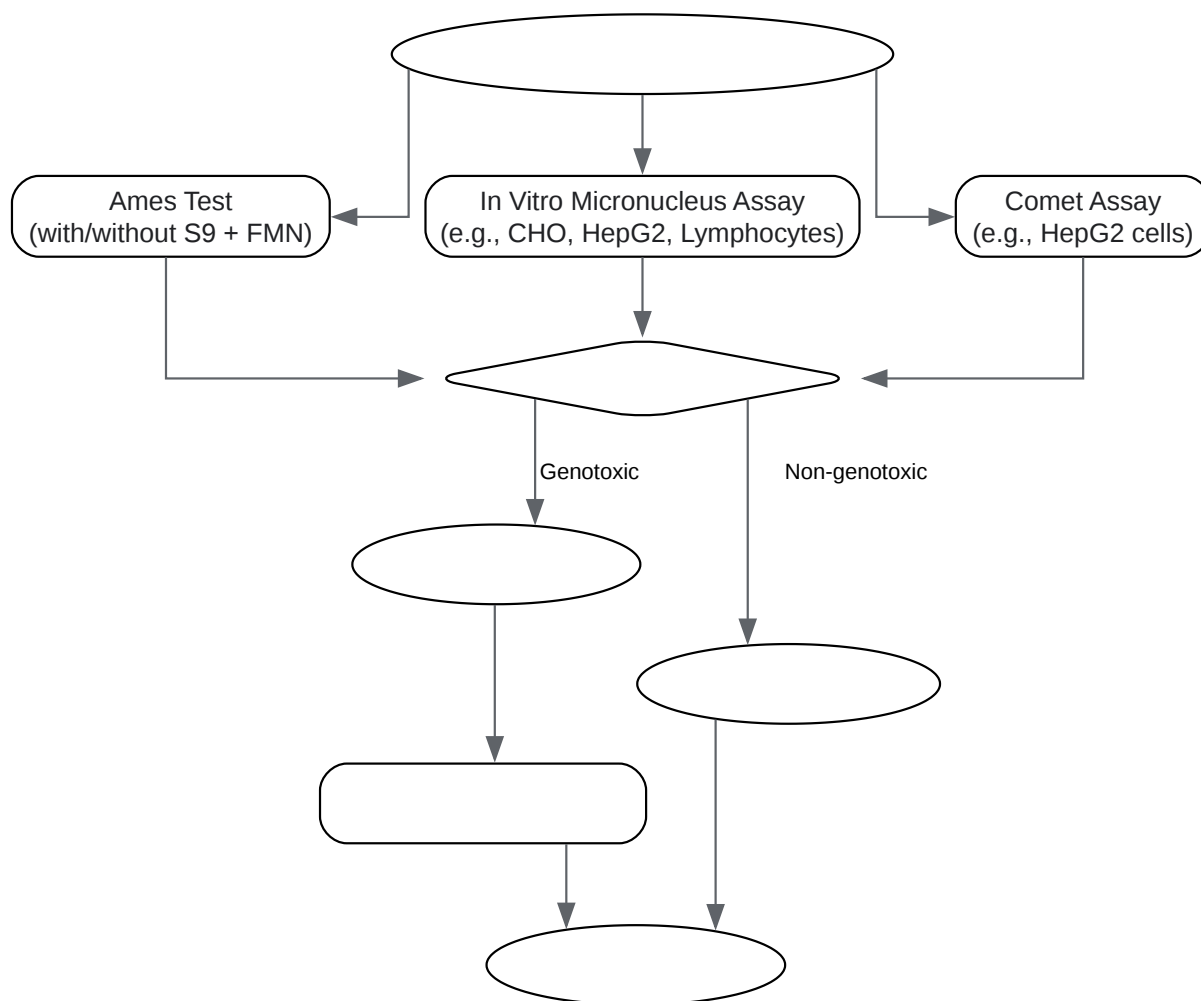 Ames Test
(with/without S9 + FMN)
In Vitro Micronucleus Assay
(e.g., CHO, HepG2, Lymphocytes)
Comet Assay
(e.g., HepG2 cells)
Genotoxic
Non-genotoxic